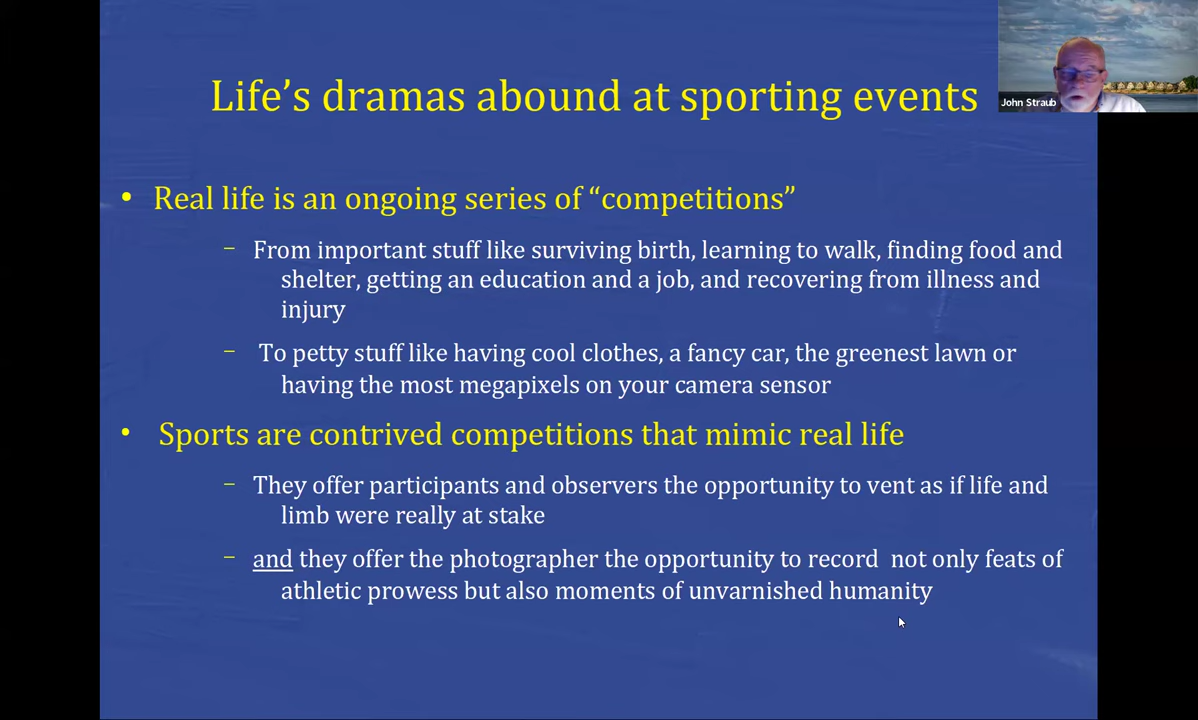 Life’s dramas abound at sporting events
John Straub
• Real life is an ongoing series of “competitions”
– From important stuff like surviving birth, learning to walk, finding food and
shelter, getting an education and a job, and recovering from illness and
injury
– To petty stuff like having cool clothes, a fancy car, the greenest lawn or
having the most megapixels on your camera sensor
• Sports are contrived competitions that mimic real life
– They offer participants and observers the opportunity to vent as if life and
limb were really at stake
– and they offer the photographer the opportunity to record not only feats of
athletic prowess but also moments of unvarnished humanity